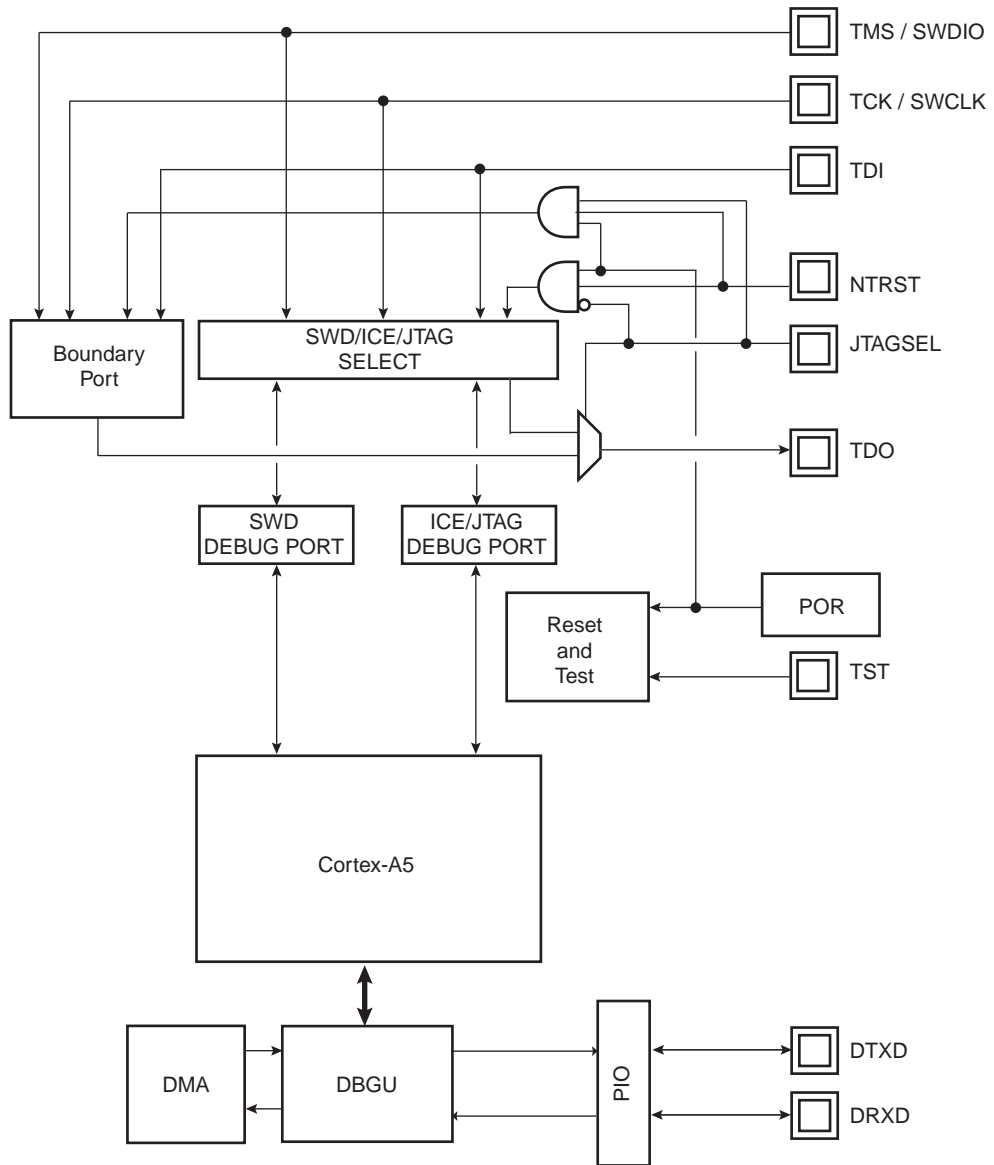 TMS / SWDIO
TCK / SWCLK
TDI
NTRST
SWD/ICE/JTAG
SELECT
JTAGSEL
Boundary
Port
TDO
SWD
DEBUG PORT
ICE/JTAG
DEBUG PORT
POR
Reset
and
Test
TST
Cortex-A5
DMA
DBGU
PIO
DTXD
DRXD